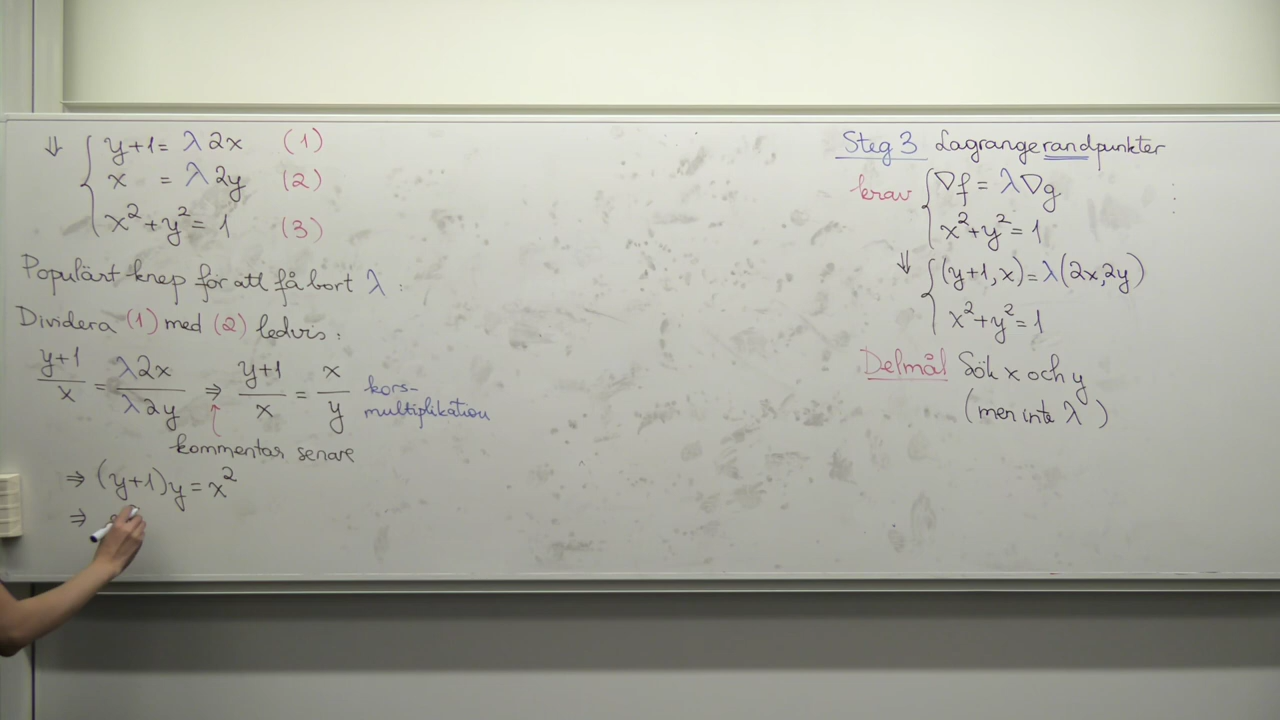 ⇓ { y+1 = λ 2x (1)
x = λ 2y (2)
x² + y² = 1 (3)
Populärt knep för att få bort λ :
Dividera (1) med (2) ledvis :
(y+1)/x = (λ2x)/(λ2y) ⇒ (y+1)/x = x/y kors-
multiplikation
↑
kommentar senare
⇒ (y+1)y = x²
⇒
Steg 3 Lagrangerandpunkter
krav { ∇f = λ∇g
x² + y² = 1
⇓ { (y+1, x) = λ(2x, 2y)
x² + y² = 1
Delmål Sök x och y
(men inte λ)